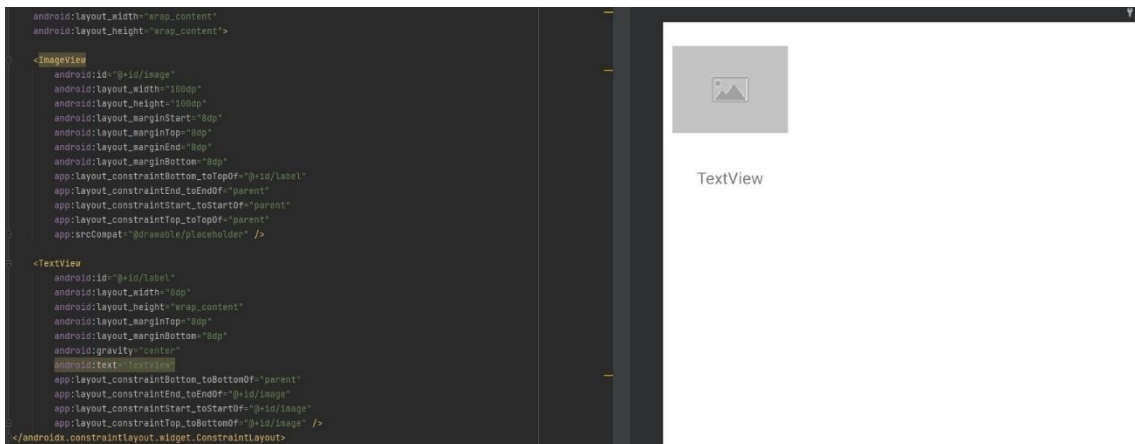 android:layout_width="wrap_content"
android:layout_height="wrap_content">
<ImageView
android:id="@+id/image"
android:layout_width="100dp"
android:layout_height="100dp"
android:layout_marginStart="8dp"
android:layout_marginTop="8dp"
android:layout_marginEnd="8dp"
android:layout_marginBottom="8dp"
app:layout_constraintBottom_toTopOf="@+id/label"
app:layout_constraintEnd_toEndOf="parent"
app:layout_constraintStart_toStartOf="parent"
app:layout_constraintTop_toTopOf="parent"
app:srcCompat="@drawable/placeholder" />
<TextView
android:id="@+id/label"
android:layout_width="0dp"
android:layout_height="wrap_content"
android:layout_marginTop="8dp"
android:layout_marginBottom="8dp"
android:gravity="center"
android:text="TextView"
app:layout_constraintBottom_toBottomOf="parent"
app:layout_constraintEnd_toEndOf="@+id/image"
app:layout_constraintStart_toStartOf="@+id/image"
app:layout_constraintTop_toBottomOf="@+id/image" />
</androidx.constraintlayout.widget.ConstraintLayout>
TextView